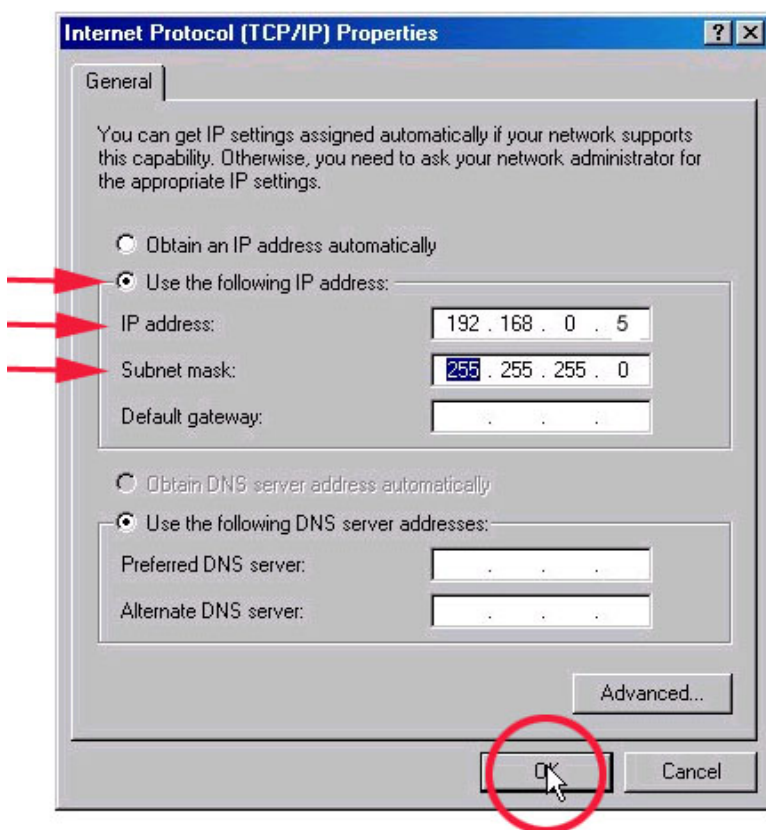 Internet Protocol (TCP/IP) Properties
General
You can get IP settings assigned automatically if your network supports
this capability. Otherwise, you need to ask your network administrator for
the appropriate IP settings.
Obtain an IP address automatically
Use the following IP address:
IP address: 192 . 168 . 0 . 5
Subnet mask: 255 . 255 . 255 . 0
Default gateway: . . .
Obtain DNS server address automatically
Use the following DNS server addresses:
Preferred DNS server: . . .
Alternate DNS server: . . .
Advanced...
OK Cancel